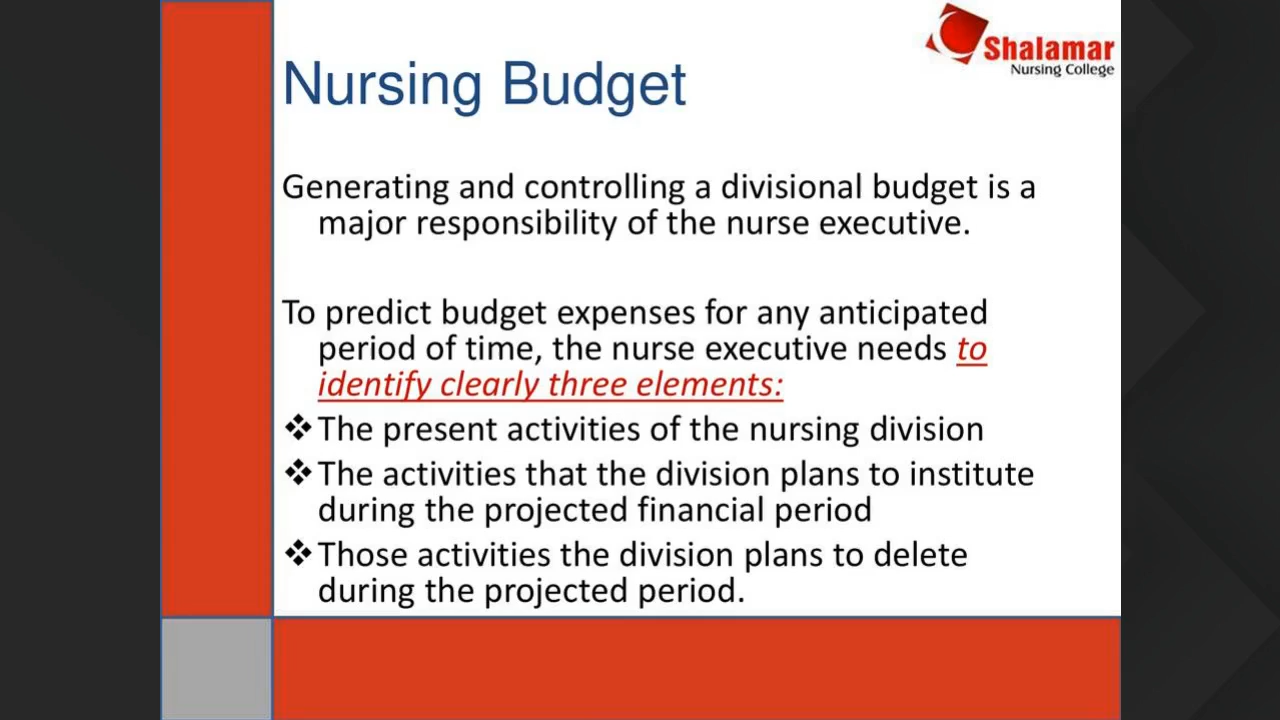 Shalamar
Nursing College
Nursing Budget
Generating and controlling a divisional budget is a
major responsibility of the nurse executive.
To predict budget expenses for any anticipated
period of time, the nurse executive needs to
identify clearly three elements:
❖The present activities of the nursing division
❖The activities that the division plans to institute
during the projected financial period
❖Those activities the division plans to delete
during the projected period.